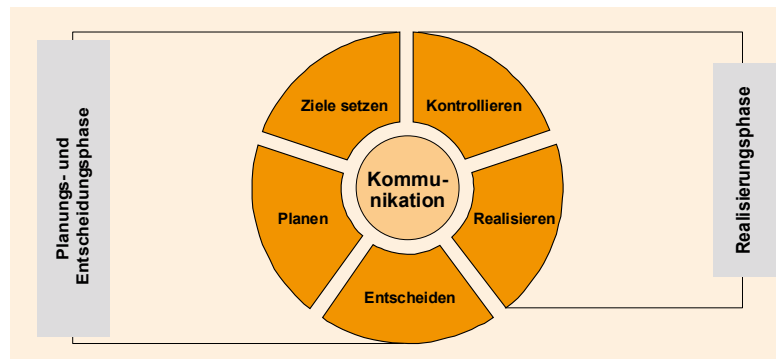 Planungs- und
Entscheidungsphase
Ziele setzen
Kontrollieren
Kommu-
nikation
Planen
Realisieren
Entscheiden
Realisierungsphase